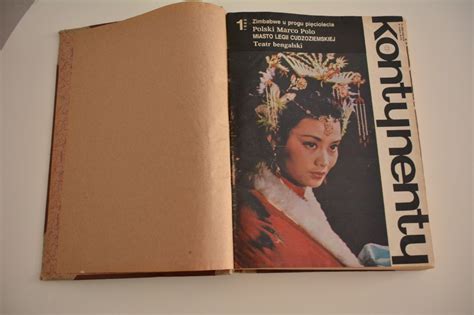 1
Zimbabwe u progu pięciolecia
Polski Marco Polo
MIASTO LEGII CUDZOZIEMSKIEJ
Teatr bengalski
kontynenty